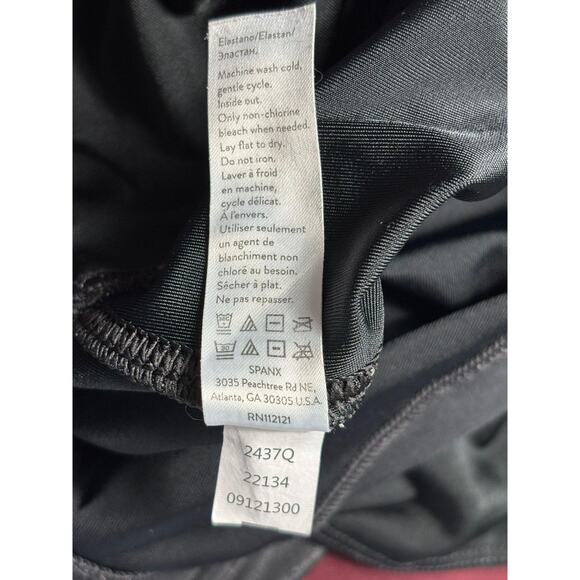 Elastano/Elastan/
Эластан.
Machine wash cold,
gentle cycle.
Inside out.
Only non-chlorine
bleach when needed.
Lay flat to dry.
Do not iron.
Laver à froid
en machine,
cycle délicat.
À l'envers.
Utiliser seulement
un agent de
blanchiment non
chloré au besoin.
Sécher à plat.
Ne pas repasser.
30
SPANX
3035 Peachtree Rd NE,
Atlanta, GA 30305 U.S.A.
RN112121
2437Q
22134
09121300